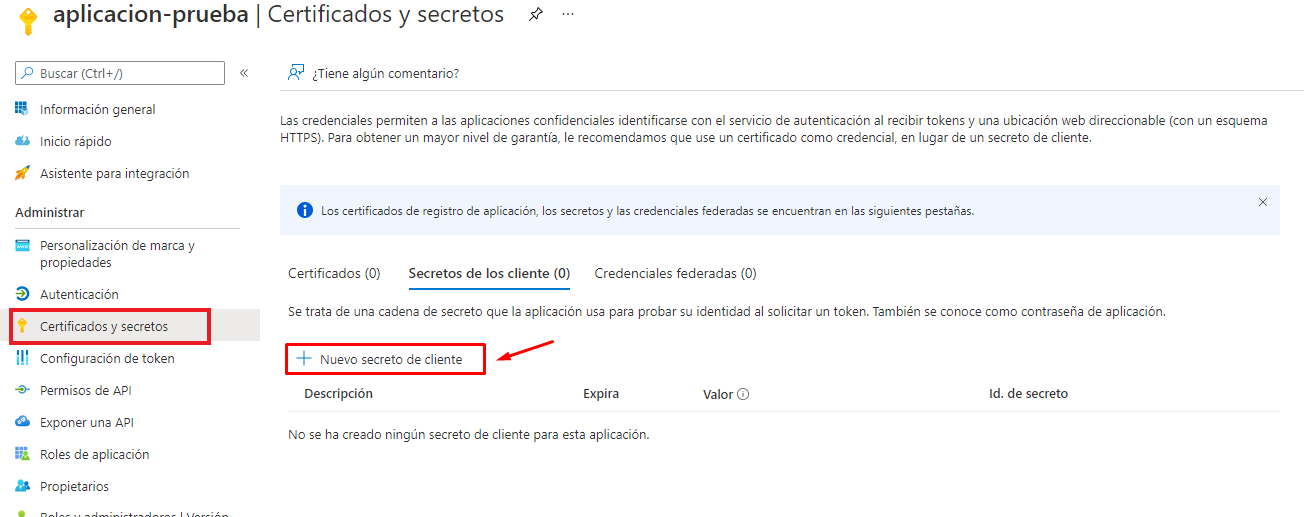 aplicacion-prueba | Certificados y secretos
Buscar (Ctrl+/)
«
Información general
Inicio rápido
Asistente para integración
Administrar
Personalización de marca y
propiedades
Autenticación
Certificados y secretos
Configuración de token
Permisos de API
Exponer una API
Roles de aplicación
Propietarios
Roles y administradores | Versión
¿Tiene algún comentario?
Las credenciales permiten a las aplicaciones confidenciales identificarse con el servicio de autenticación al recibir tokens y una ubicación web direccionable (con un esquema
HTTPS). Para obtener un mayor nivel de garantía, le recomendamos que use un certificado como credencial, en lugar de un secreto de cliente.
Los certificados de registro de aplicación, los secretos y las credenciales federadas se encuentran en las siguientes pestañas.
Certificados (0) Secretos de los cliente (0) Credenciales federadas (0)
Se trata de una cadena de secreto que la aplicación usa para probar su identidad al solicitar un token. También se conoce como contraseña de aplicación.
Nuevo secreto de cliente
Descripción Expira Valor Id. de secreto
No se ha creado ningún secreto de cliente para esta aplicación.